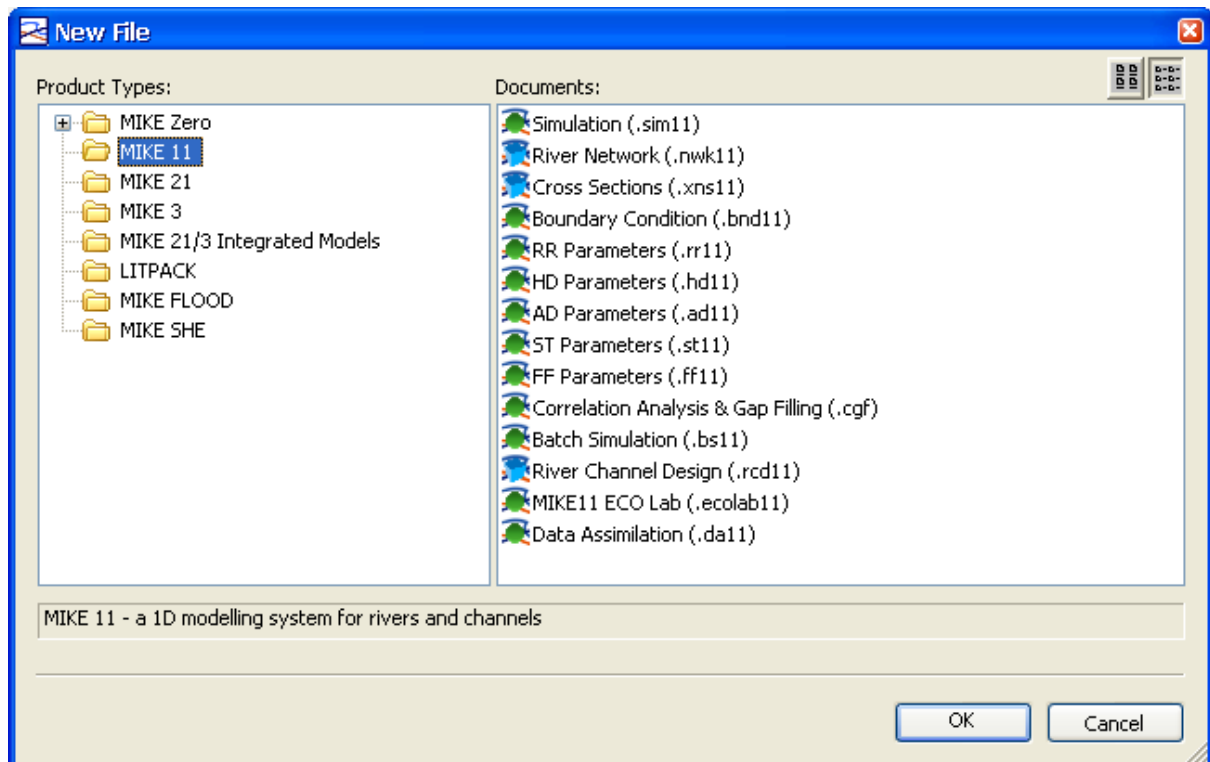 New File
Product Types:
MIKE Zero
MIKE 11
MIKE 21
MIKE 3
MIKE 21/3 Integrated Models
LITPACK
MIKE FLOOD
MIKE SHE
Documents:
Simulation (.sim11)
River Network (.nwk11)
Cross Sections (.xns11)
Boundary Condition (.bnd11)
RR Parameters (.rr11)
HD Parameters (.hd11)
AD Parameters (.ad11)
ST Parameters (.st11)
FF Parameters (.ff11)
Correlation Analysis & Gap Filling (.cgf)
Batch Simulation (.bs11)
River Channel Design (.rcd11)
MIKE11 ECO Lab (.ecolab11)
Data Assimilation (.da11)
MIKE 11 - a 1D modelling system for rivers and channels
OK
Cancel